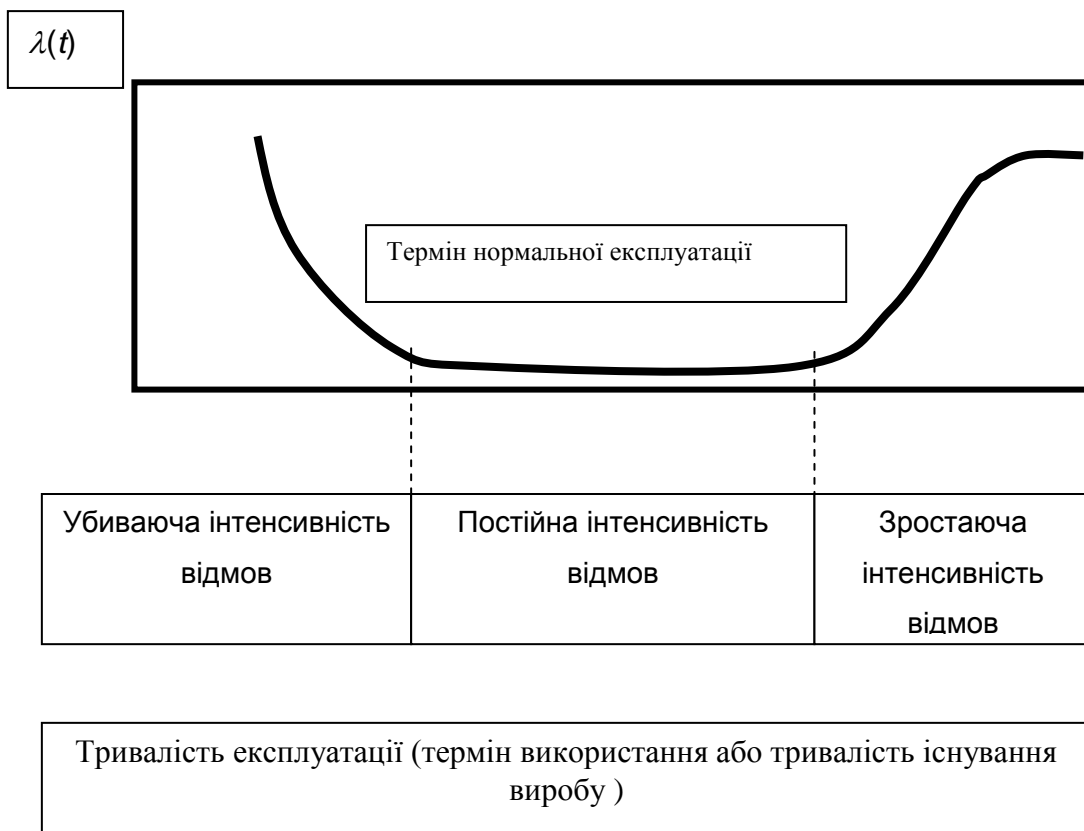 λ(t)
Термін нормальної експлуатації
Убиваюча інтенсивність
відмов
Постійна інтенсивність
відмов
Зростаюча
інтенсивність
відмов
Тривалість експлуатації (термін використання або тривалість існування
виробу )